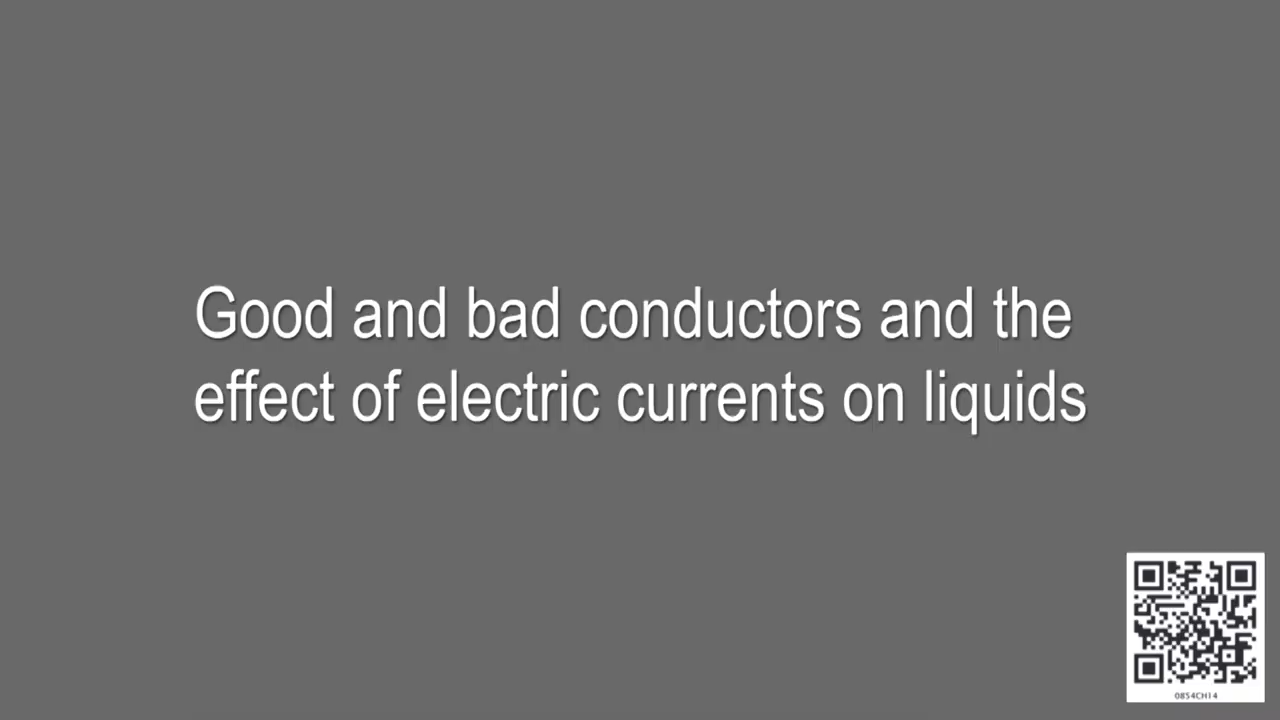 Good and bad conductors and the
effect of electric currents on liquids
0854CH14